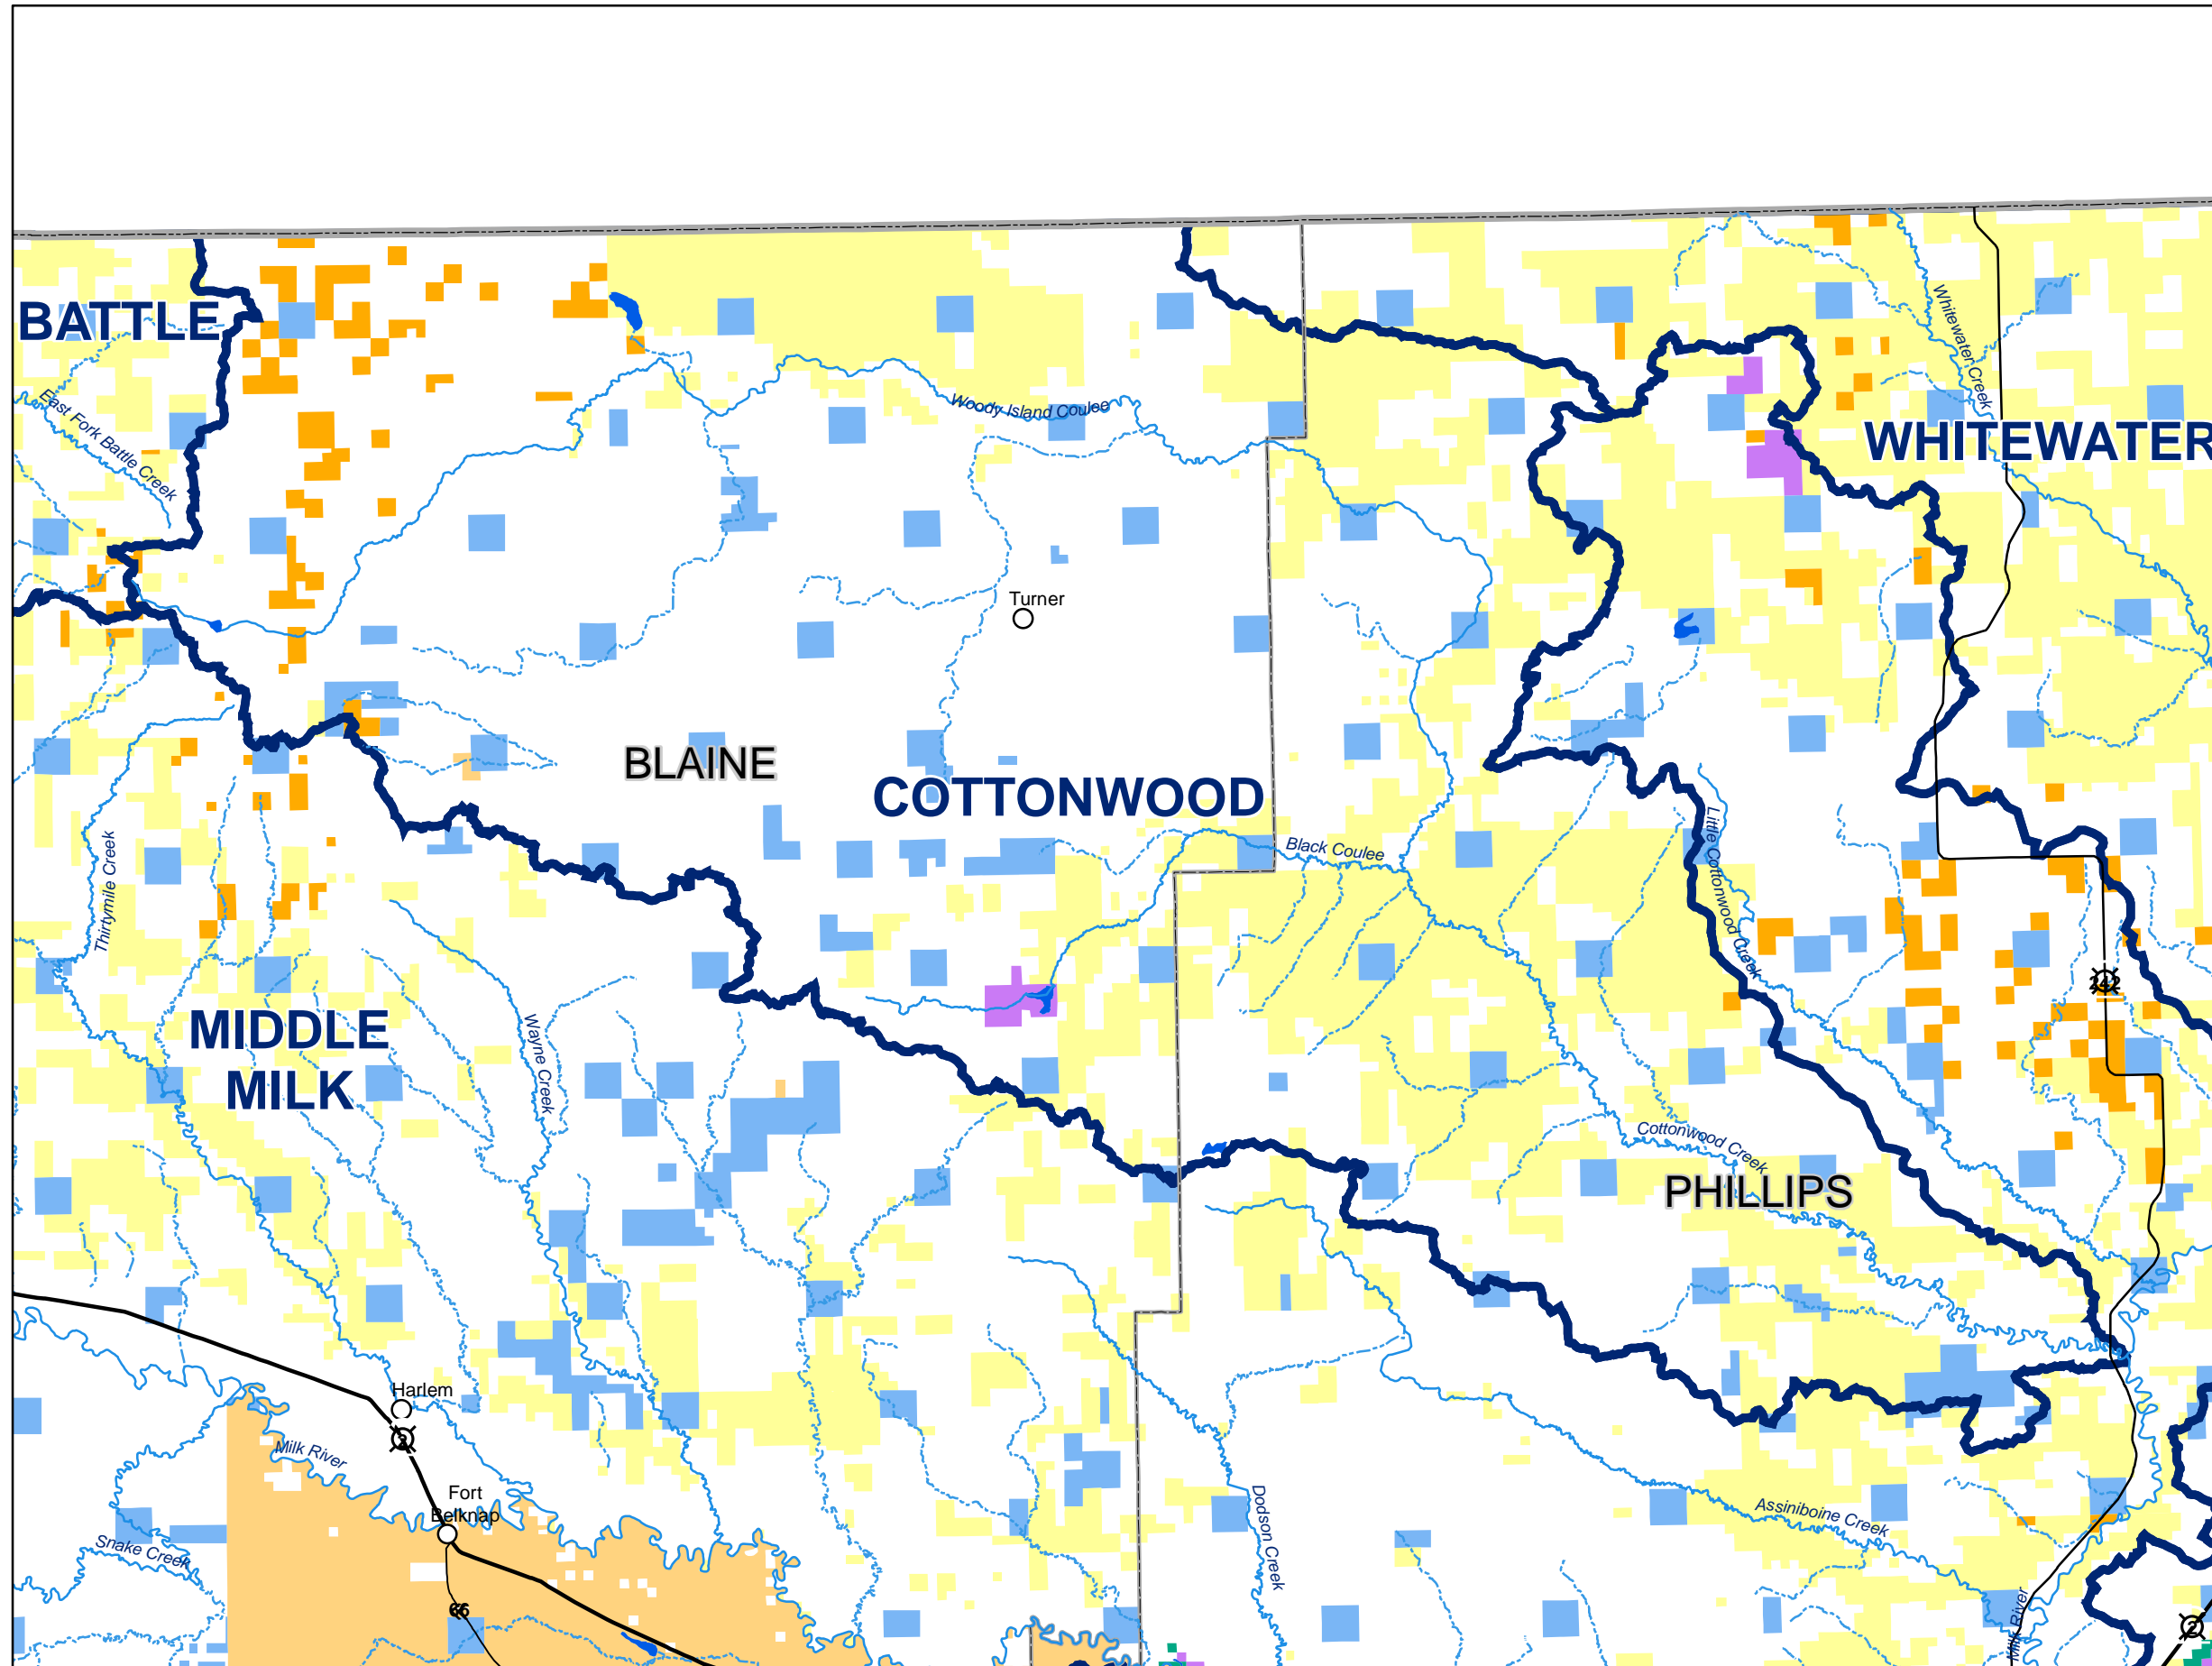 BATTLE
Whitewater Creek
East Fork Battle Creek
Woody Island Coulee
WHITEWATER
Turner
BLAINE
COTTONWOOD
Black Coulee
Little Cottonwood Creek
Thirtymile Creek
242
MIDDLE
MILK
Wayne Creek
Cottonwood Creek
PHILLIPS
Harlem
2
Milk River
Fort
Belknap
Dodson Creek
Assiniboine Creek
Snake Creek
66
Milk River
2